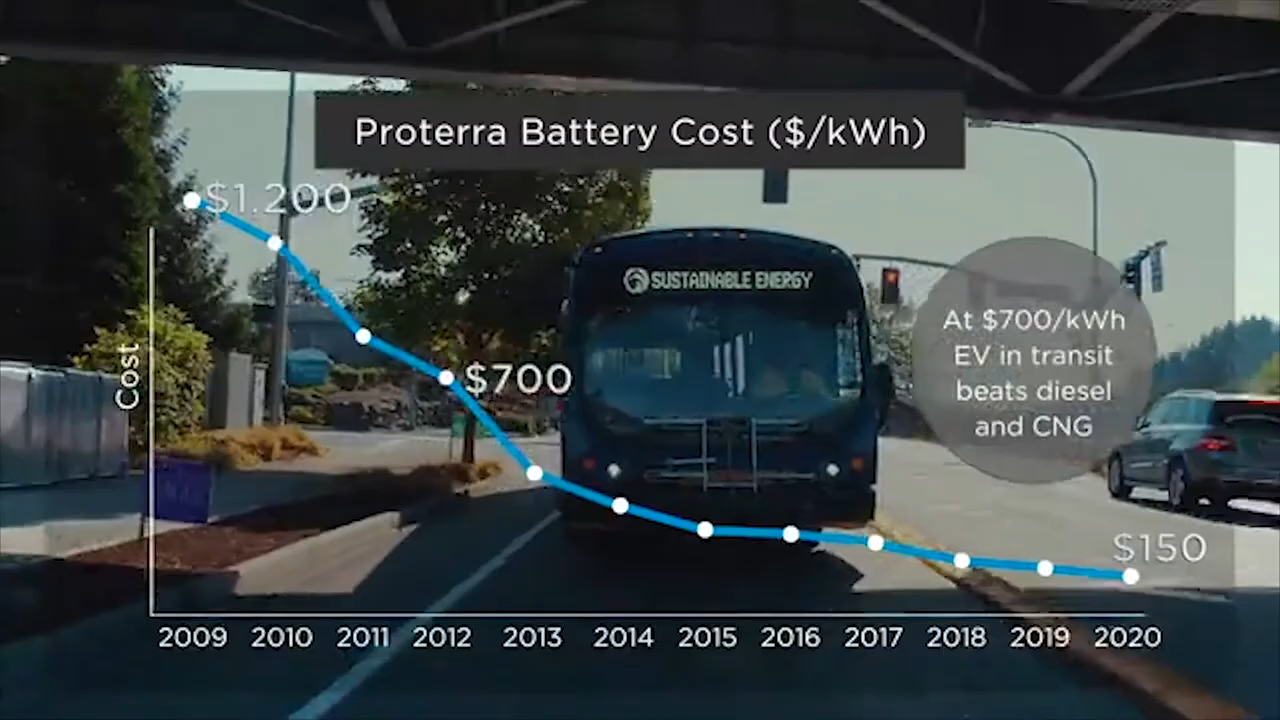 Proterra Battery Cost ($/kWh)
$1.200
SUSTAINABLE ENERGY
At $700/kWh
EV in transit
beats diesel
and CNG
Cost
$700
$150
2009 2010 2011 2012 2013 2014 2015 2016 2017 2018 2019 2020